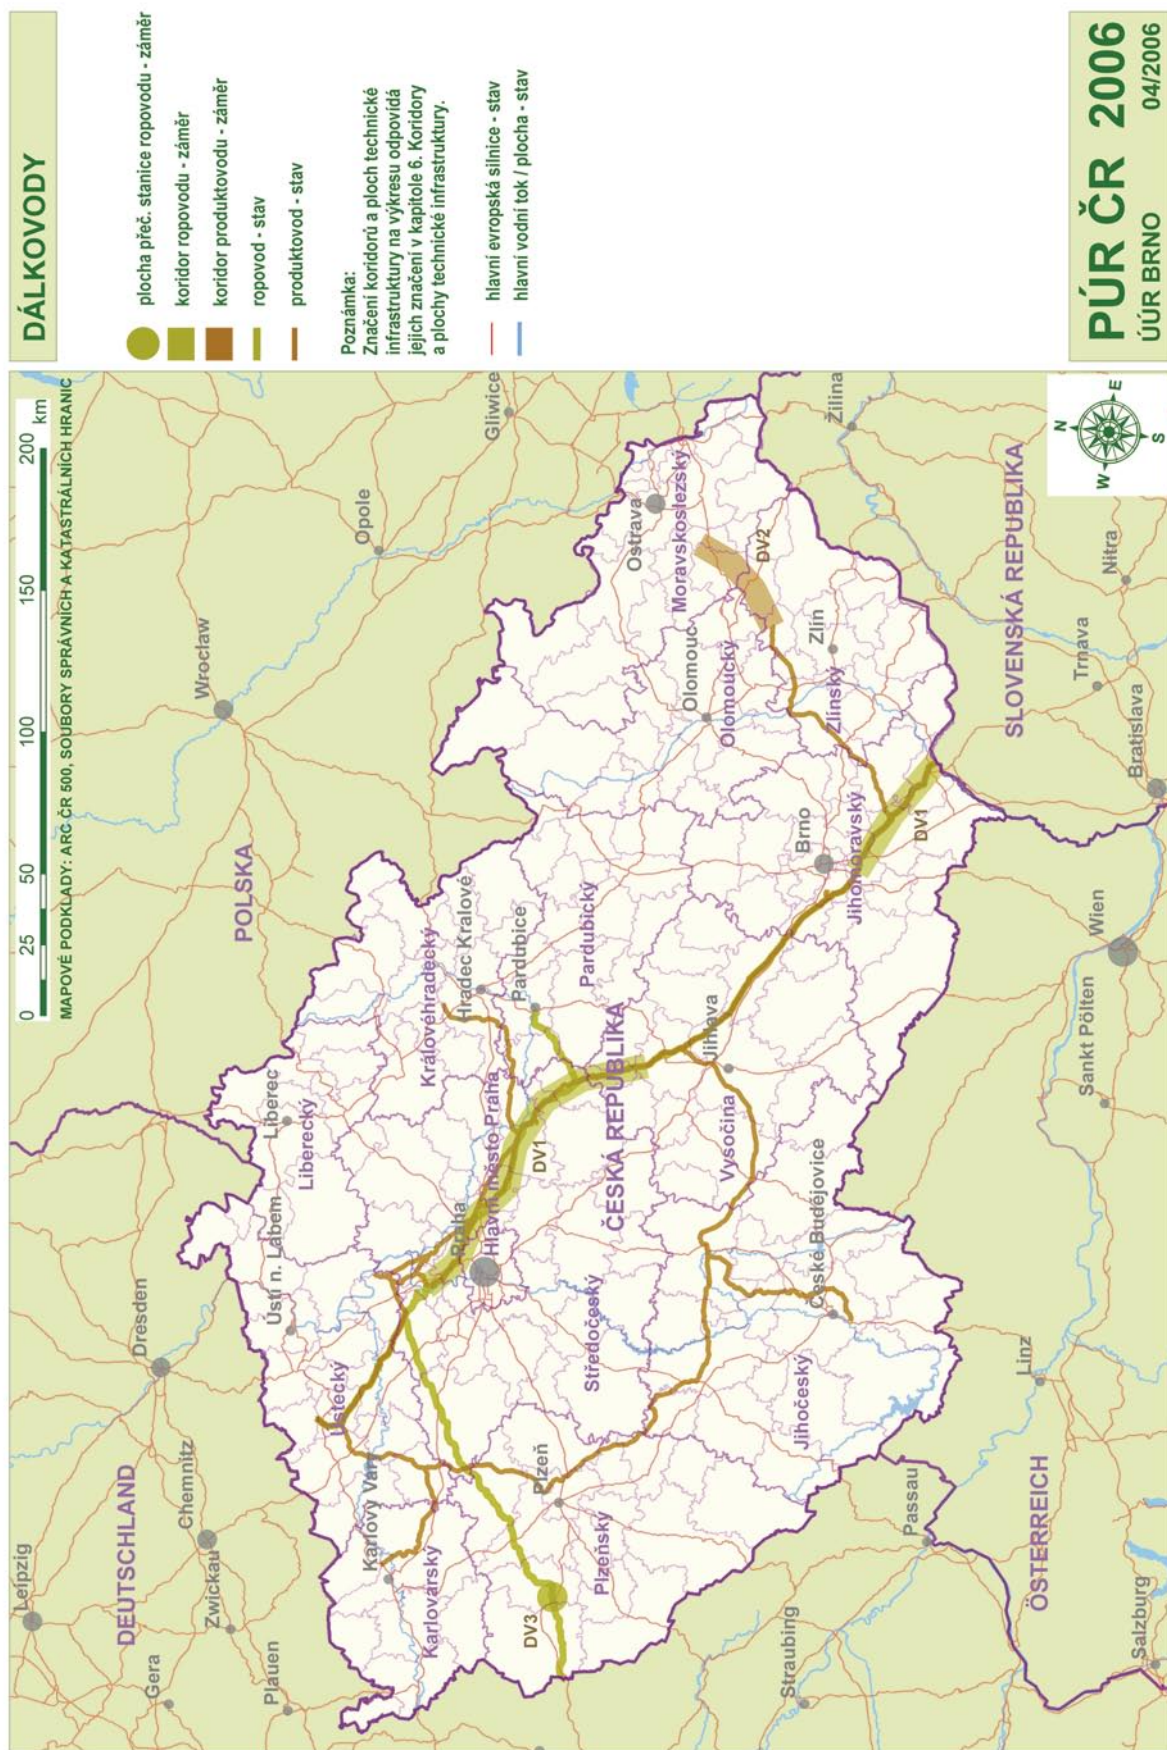 DÁLKOVODY
plocha přeč. stanice ropovodu - záměr
koridor ropovodu - záměr
koridor produktovodu - záměr
ropovod - stav
produktovod - stav
Poznámka:
Značení koridorů a ploch technické
infrastruktury na výkresu odpovídá
jejich značení v kapitole 6. Koridory
a plochy technické infrastruktury.
hlavní evropská silnice - stav
hlavní vodní tok / plocha - stav
PÚR ČR 2006
ÚÚR BRNO 04/2006
0 25 50 100 150 200
km
MAPOVÉ PODKLADY: ARC ČR 500, SOUBORY SPRÁVNÍCH A KATASTRÁLNÍCH HRANIC
Leipzig
Gera
Zwickau
Chemnitz
Plauen
DEUTSCHLAND
Dresden
POLSKA
Wrocław
Opole
Gliwice
Ústí n. Labem
Liberec
Liberecký
Ústecký
Karlovy Vary
Karlovarský
Královéhradecký
Hradec Králové
Praha
Hlavní město Praha
Pardubice
Pardubický
DV1
ČESKÁ REPUBLIKA
Středočeský
DV3
Plzeň
Plzeňský
Ostrava
Moravskoslezský
DV2
Olomouc
Olomoucký
Zlín
Zlínský
Jihlava
Vysočina
Brno
Jihomoravský
DV1
Jihočeský
České Budějovice
Žilina
SLOVENSKÁ REPUBLIKA
Nitra
Trnava
Bratislava
Wien
Sankt Pölten
Linz
Passau
Straubing
ÖSTERREICH
Salzburg
N
W E
S